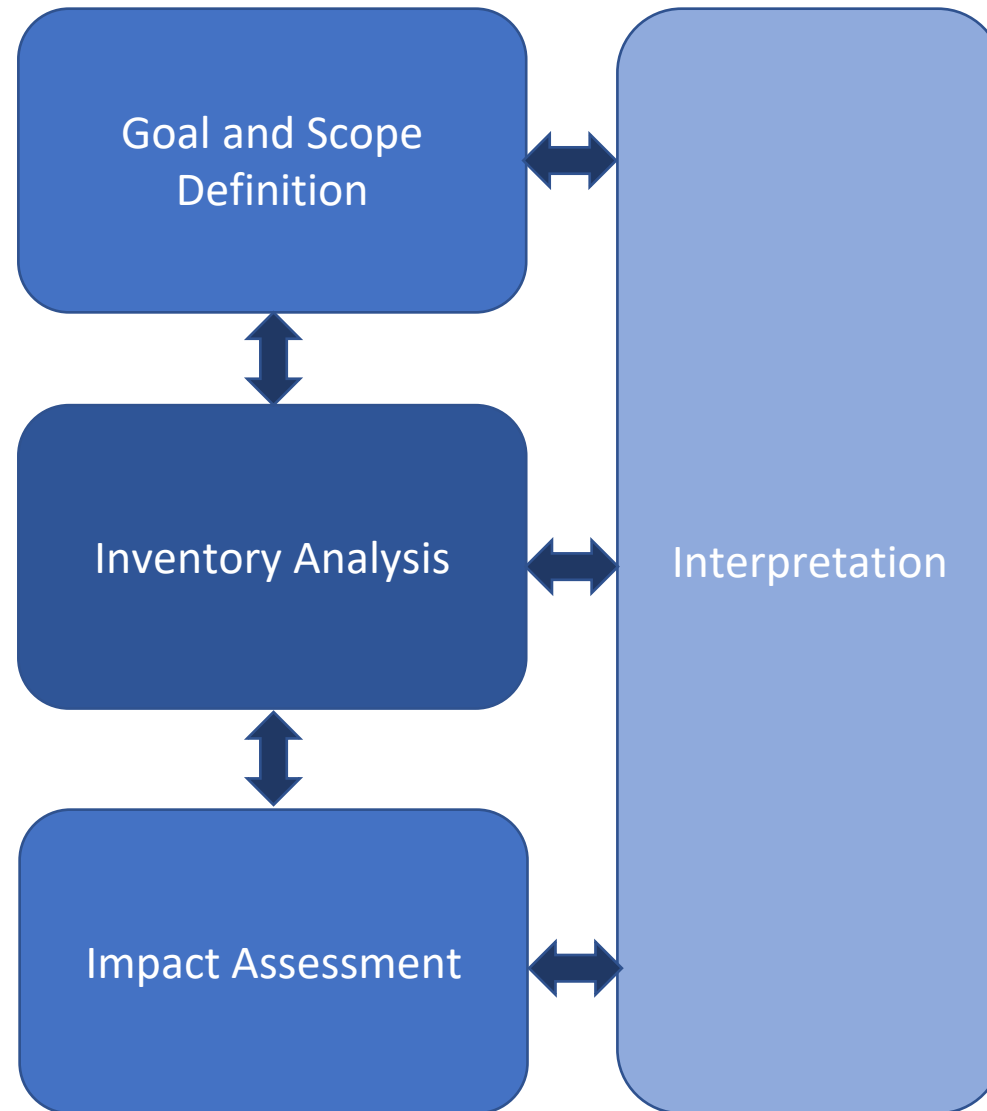 Goal and Scope
Definition
Inventory Analysis
Interpretation
Impact Assessment